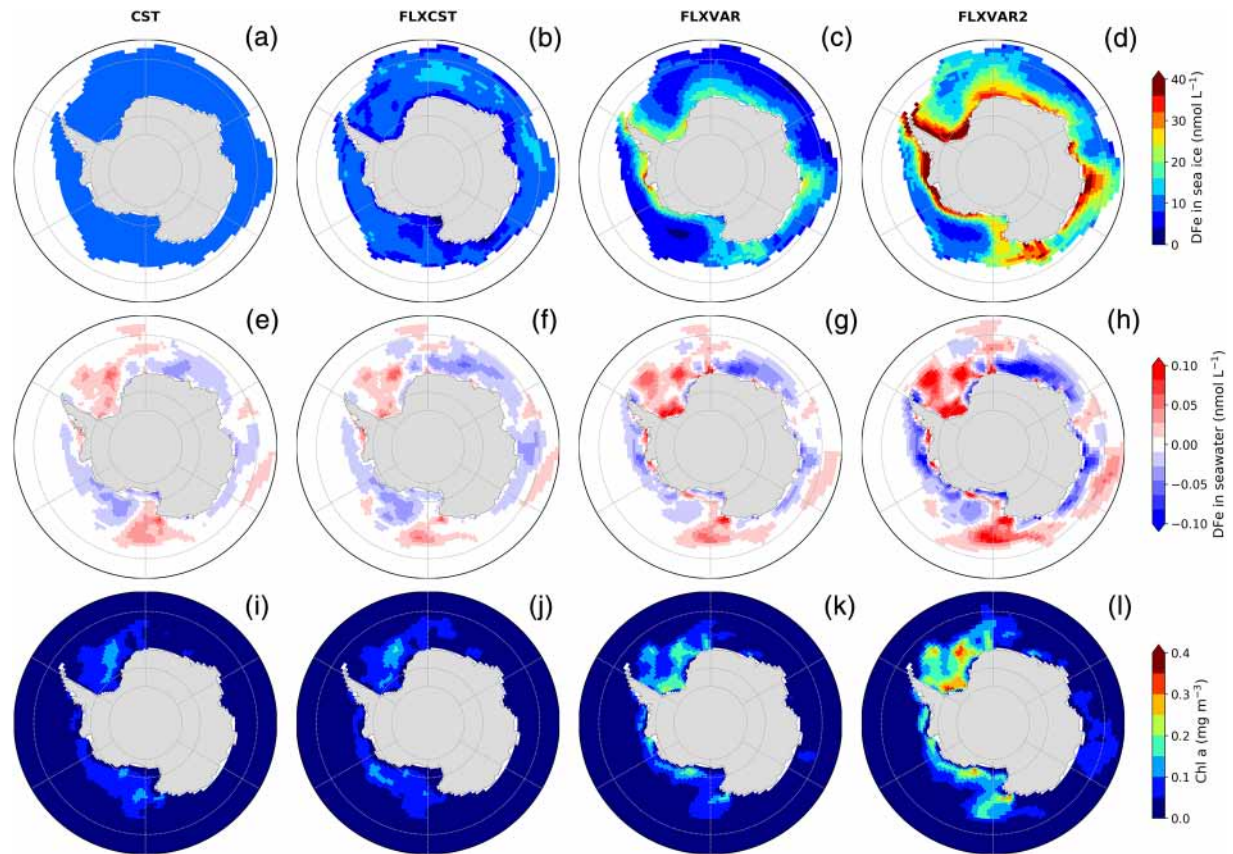 CST FLXCST FLXVAR FLXVAR2
(a) (b) (c) (d)
40
30
20
10
0
DFe in sea ice (nmol L⁻¹)
(e) (f) (g) (h)
0.10
0.05
0.00
−0.05
−0.10
DFe in seawater (nmol L⁻¹)
(i) (j) (k) (l)
0.4
0.3
0.2
0.1
0.0
Chl a (mg m⁻³)